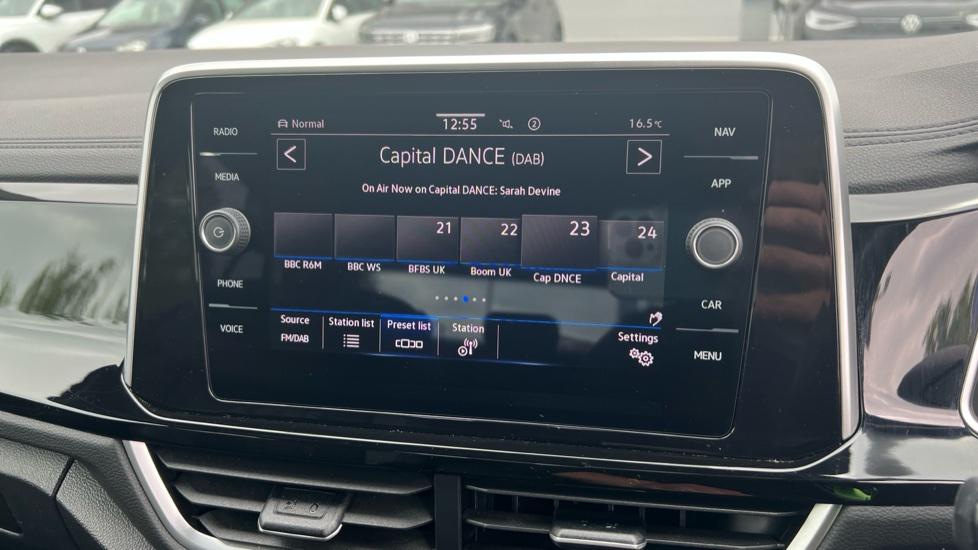 RADIO
MEDIA
PHONE
VOICE
Normal 12:55 2 16.5°C
< Capital DANCE (DAB) >
On Air Now on Capital DANCE: Sarah Devine
21 22 23 24
BBC R6M BBC WS BFBS UK Boom UK Cap DNCE Capital
Source Station list Preset list Station Settings
FM/DAB
NAV
APP
CAR
MENU